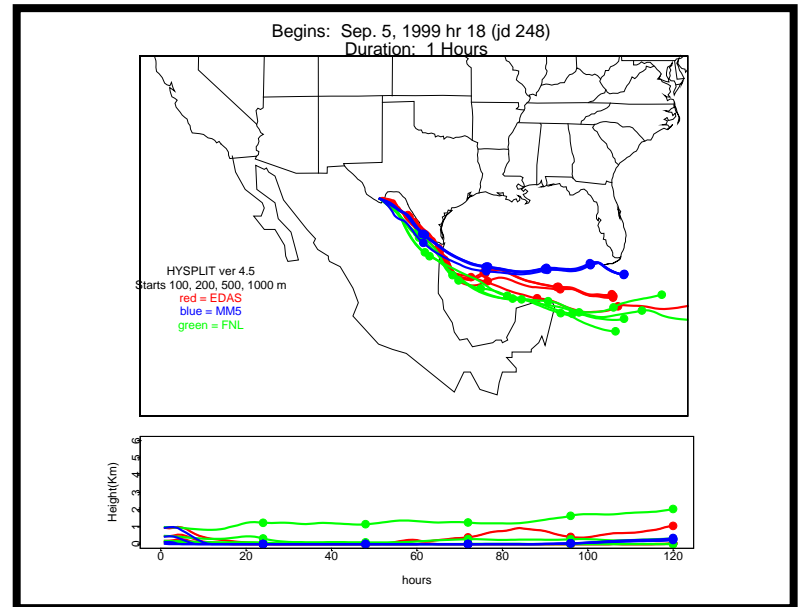 Begins:  Sep. 5, 1999 hr 18 (jd 248)
Duration:  1 Hours
HYSPLIT ver 4.5
Starts 100, 200, 500, 1000 m
red = EDAS
blue = MM5
green = FNL
Height(Km)
6
5
4
3
2
1
0
0 20 40 60 80 100 120
hours